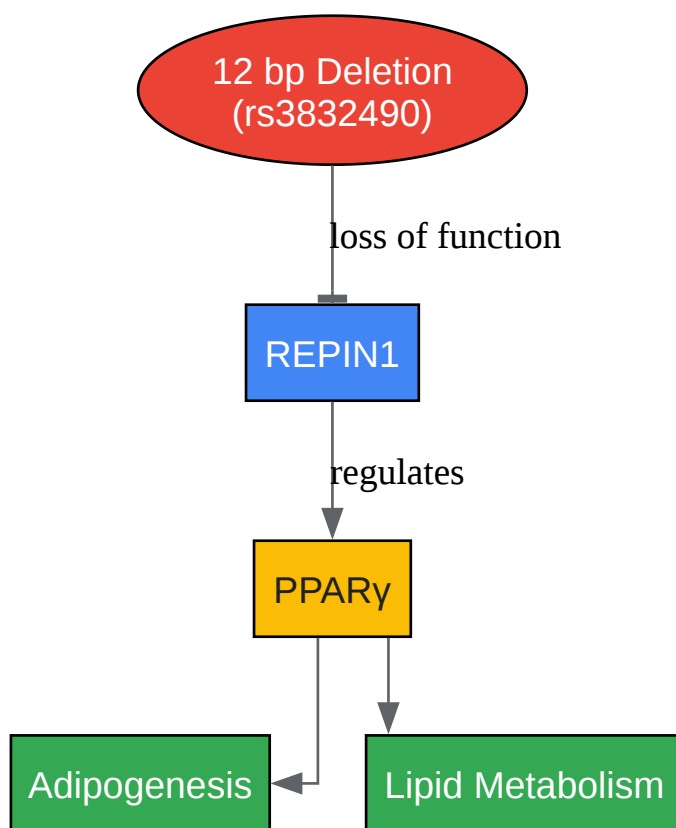 12 bp Deletion
(rs3832490)
loss of function
REPIN1
regulates
PPARγ
Adipogenesis
Lipid Metabolism